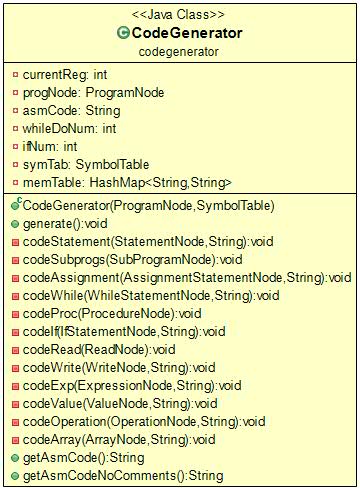 <<Java Class>>
CodeGenerator
codegenerator
currentReg: int
progNode: ProgramNode
asmCode: String
whileDoNum: int
ifNum: int
symTab: SymbolTable
memTable: HashMap<String,String>
CodeGenerator(ProgramNode,SymbolTable)
generate():void
codeStatement(StatementNode,String):void
codeSubprogs(SubProgramNode):void
codeAssignment(AssignmentStatementNode,String):void
codeWhile(WhileStatementNode,String):void
codeProc(ProcedureNode):void
codeIf(IfStatementNode,String):void
codeRead(ReadNode):void
codeWrite(WriteNode,String):void
codeExp(ExpressionNode,String):void
codeValue(ValueNode,String):void
codeOperation(OperationNode,String):void
codeArray(ArrayNode,String):void
getAsmCode():String
getAsmCodeNoComments():String